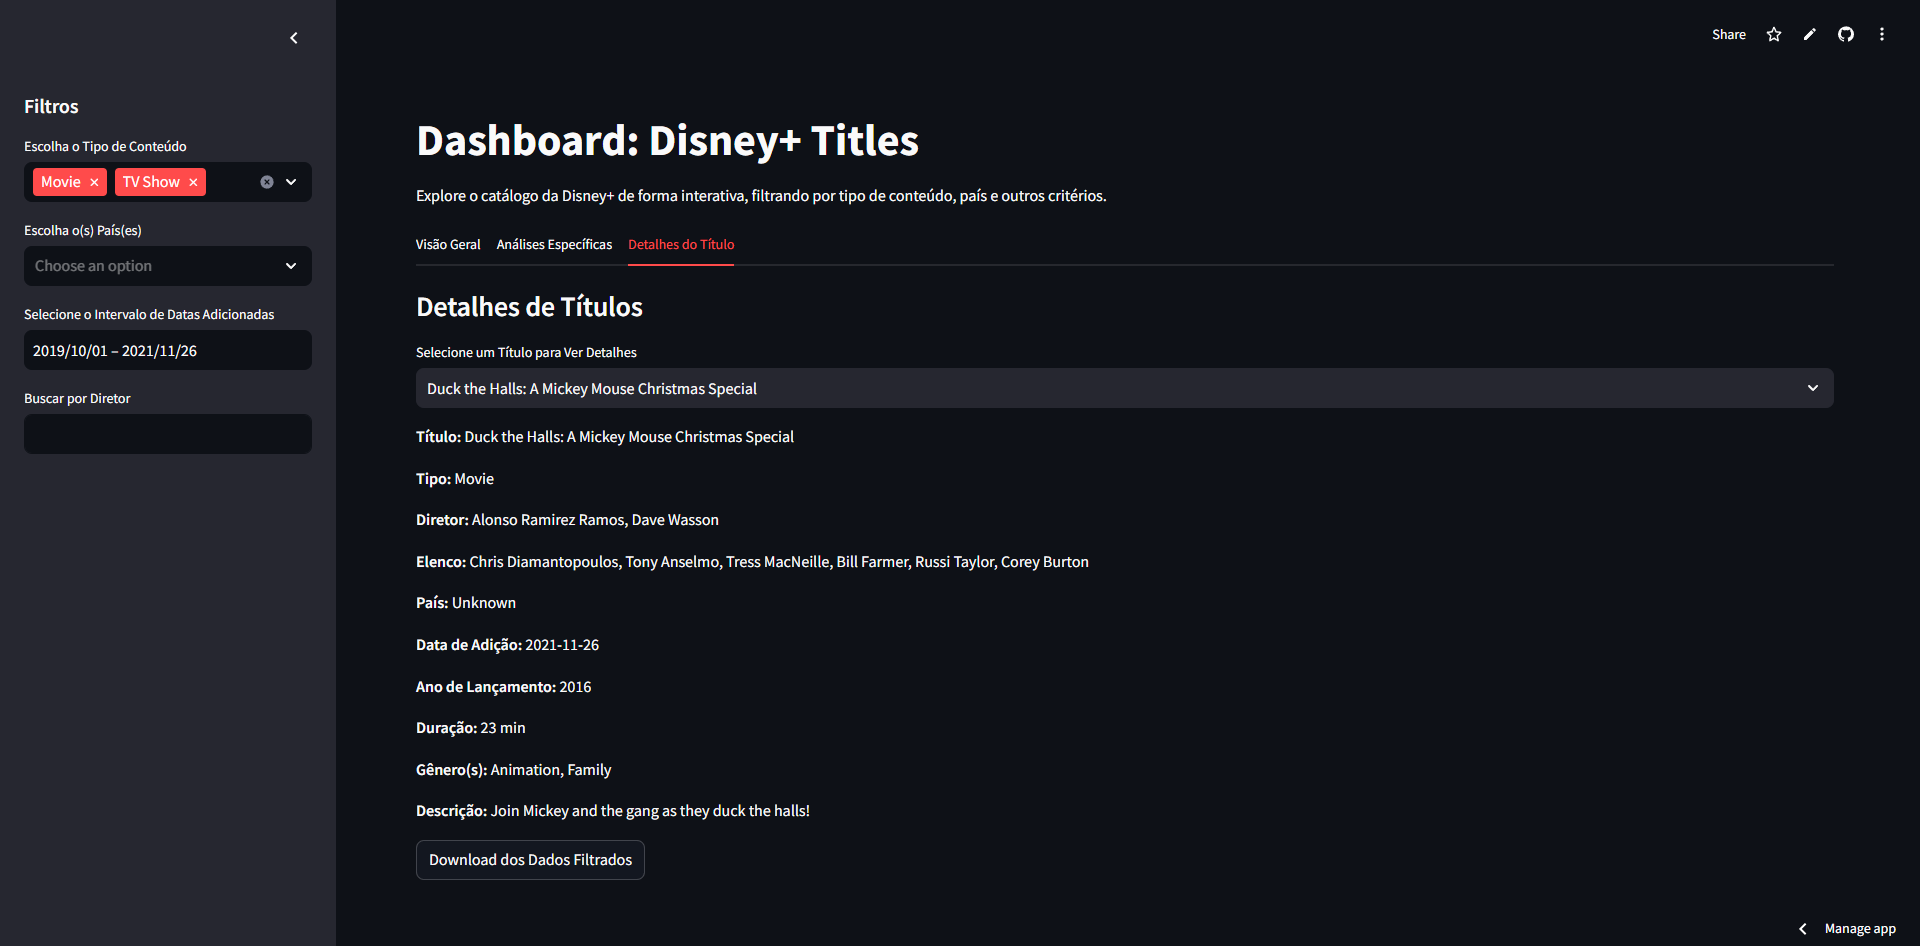 Share
Filtros
Escolha o Tipo de Conteúdo
Movie TV Show
Escolha o(s) País(es)
Choose an option
Selecione o Intervalo de Datas Adicionadas
2019/10/01 – 2021/11/26
Buscar por Diretor
Dashboard: Disney+ Titles
Explore o catálogo da Disney+ de forma interativa, filtrando por tipo de conteúdo, país e outros critérios.
Visão Geral Análises Específicas Detalhes do Título
Detalhes de Títulos
Selecione um Título para Ver Detalhes
Duck the Halls: A Mickey Mouse Christmas Special
Título: Duck the Halls: A Mickey Mouse Christmas Special
Tipo: Movie
Diretor: Alonso Ramirez Ramos, Dave Wasson
Elenco: Chris Diamantopoulos, Tony Anselmo, Tress MacNeille, Bill Farmer, Russi Taylor, Corey Burton
País: Unknown
Data de Adição: 2021-11-26
Ano de Lançamento: 2016
Duração: 23 min
Gênero(s): Animation, Family
Descrição: Join Mickey and the gang as they duck the halls!
Download dos Dados Filtrados
Manage app